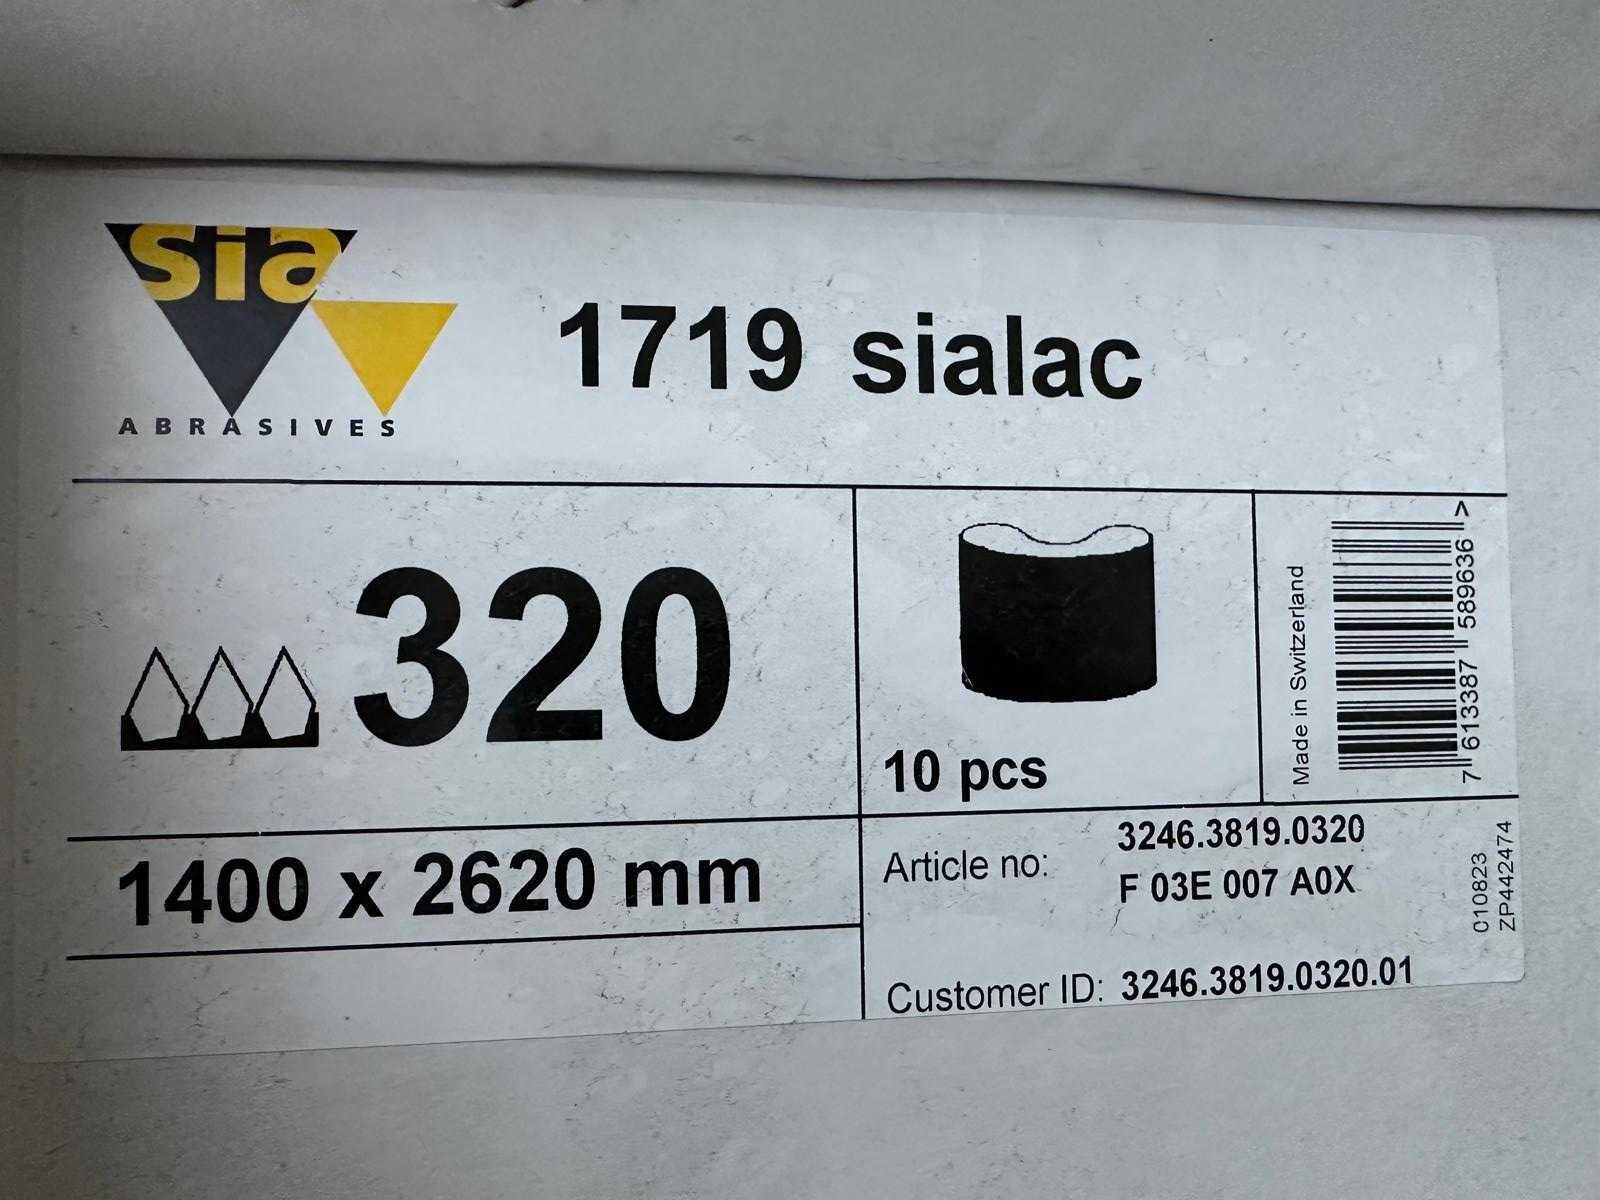 sia
ABRASIVES
1719 sialac
320
10 pcs
Made in Switzerland
7 613387 589636 >
1400 x 2620 mm
Article no: 3246.3819.0320
F 03E 007 A0X
Customer ID: 3246.3819.0320.01
010823
ZP442474